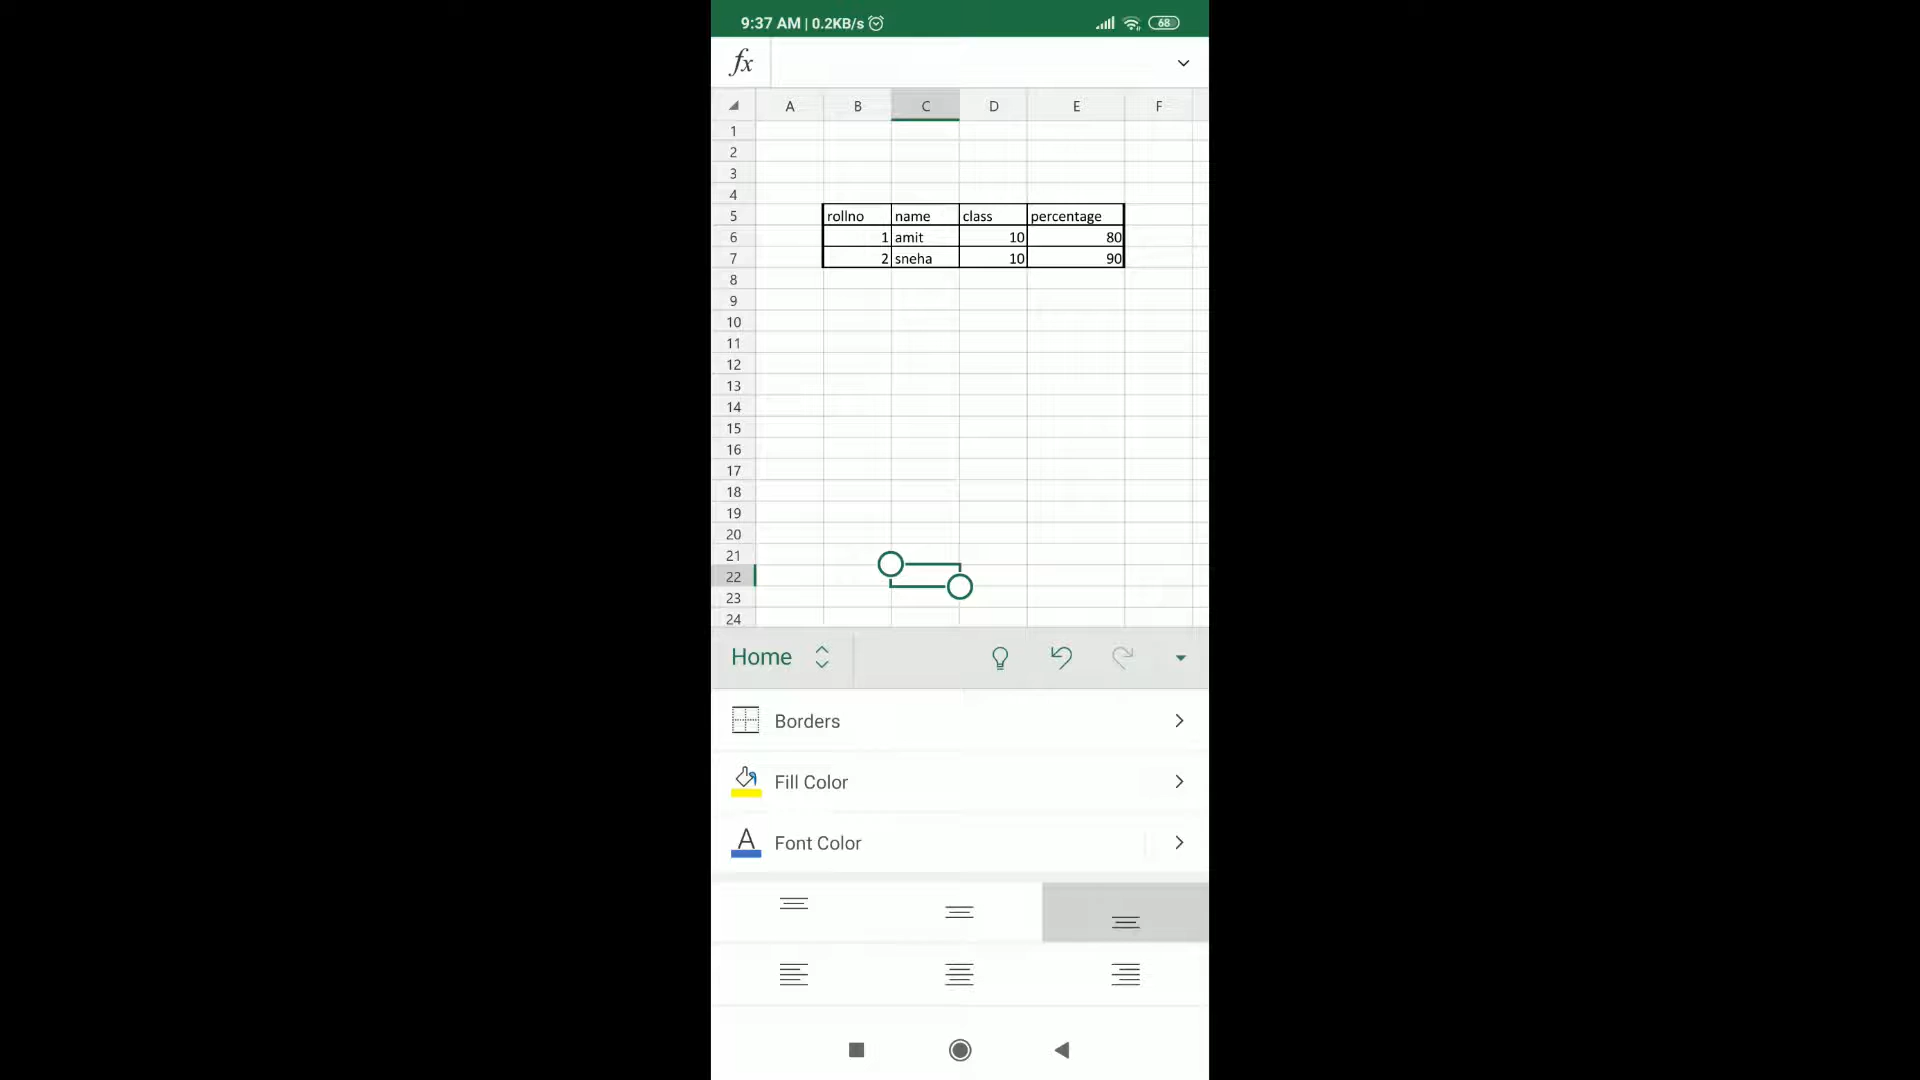 9:37 AM | 0.2KB/s 68
fx
A B C D E F
1
2
3
4
5 rollno name class percentage
6 1 amit 10 80
7 2 sneha 10 90
8
9
10
11
12
13
14
15
16
17
18
19
20
21
22
23
24
Home
Borders
Fill Color
A Font Color